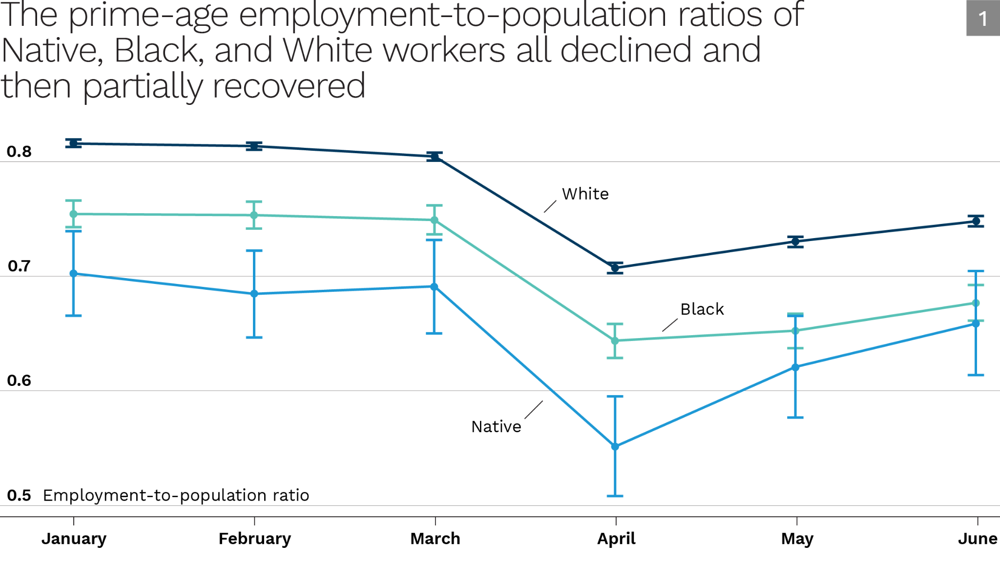 The prime-age employment-to-population ratios of
1
Native, Black, and White workers all declined and
then partially recovered
0.8
White
0.7
Black
0.6
Native
0.5 Employment-to-population ratio
January February March April May June